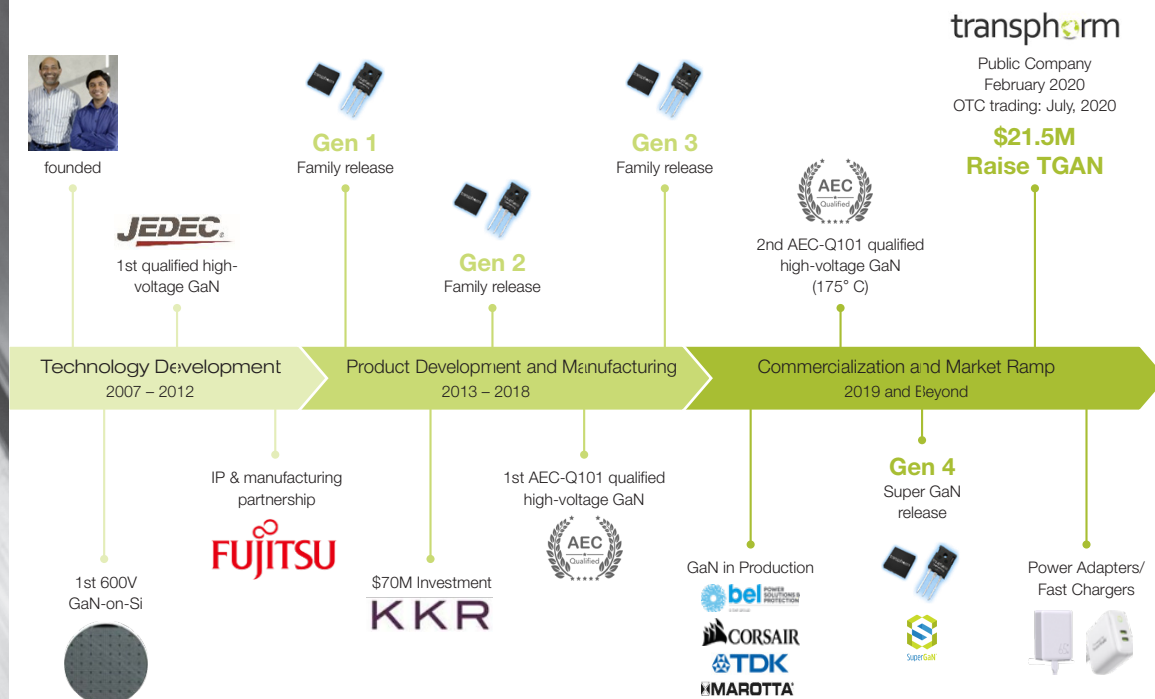 transphorm
Public Company
February 2020
OTC trading: July, 2020
$21.5M
Raise TGAN
founded
Gen 1
Family release
Gen 3
Family release
JEDEC®
1st qualified high-
voltage GaN
Gen 2
Family release
AEC
Qualified
2nd AEC-Q101 qualified
high-voltage GaN
(175° C)
Technology Development
2007 – 2012
Product Development and Manufacturing
2013 – 2018
Commercialization and Market Ramp
2019 and Beyond
IP & manufacturing
partnership
FUJITSU
1st 600V
GaN-on-Si
$70M Investment
KKR
1st AEC-Q101 qualified
high-voltage GaN
AEC
Qualified
GaN in Production
bel POWER
SOLUTIONS &
PROTECTION
CORSAIR
TDK
MAROTTA
Gen 4
Super GaN
release
SuperGaN
Power Adapters/
Fast Chargers